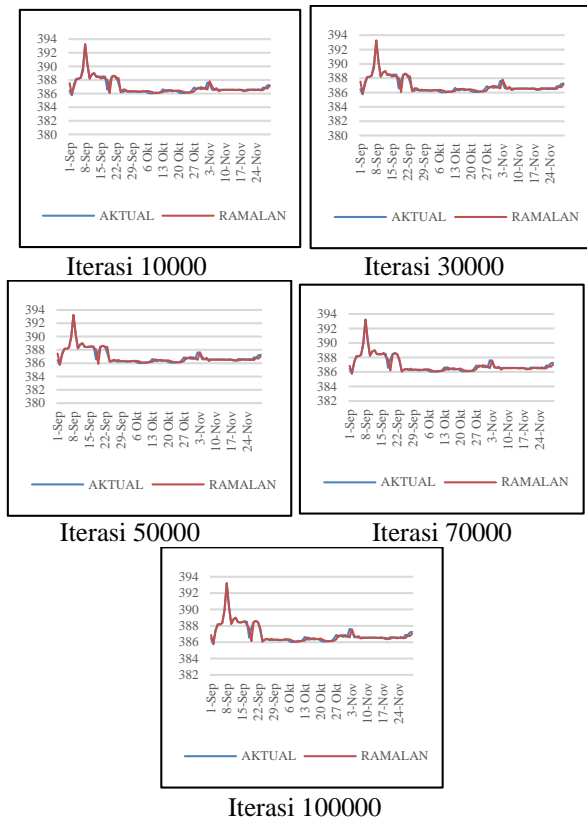 394
392
390
388
386
384
382
380
1-Sep
8-Sep
15-Sep
22-Sep
29-Sep
6 Okt
13 Okt
20 Okt
27 Okt
3-Nov
10-Nov
17-Nov
24-Nov
AKTUAL RAMALAN
Iterasi 10000
394
392
390
388
386
384
382
380
1-Sep
8-Sep
15-Sep
22-Sep
29-Sep
6 Okt
13 Okt
20 Okt
27 Okt
3-Nov
10-Nov
17-Nov
24-Nov
AKTUAL RAMALAN
Iterasi 30000
394
392
390
388
386
384
382
380
1-Sep
8-Sep
15-Sep
22-Sep
29-Sep
6 Okt
13 Okt
20 Okt
27 Okt
3-Nov
10-Nov
17-Nov
24-Nov
AKTUAL RAMALAN
Iterasi 50000
394
392
390
388
386
384
382
1-Sep
8-Sep
15-Sep
22-Sep
29-Sep
6 Okt
13 Okt
20 Okt
27 Okt
3-Nov
10-Nov
17-Nov
24-Nov
AKTUAL RAMALAN
Iterasi 70000
394
392
390
388
386
384
382
1-Sep
8-Sep
15-Sep
22-Sep
29-Sep
6 Okt
13 Okt
20 Okt
27 Okt
3-Nov
10-Nov
17-Nov
24-Nov
AKTUAL RAMALAN
Iterasi 100000